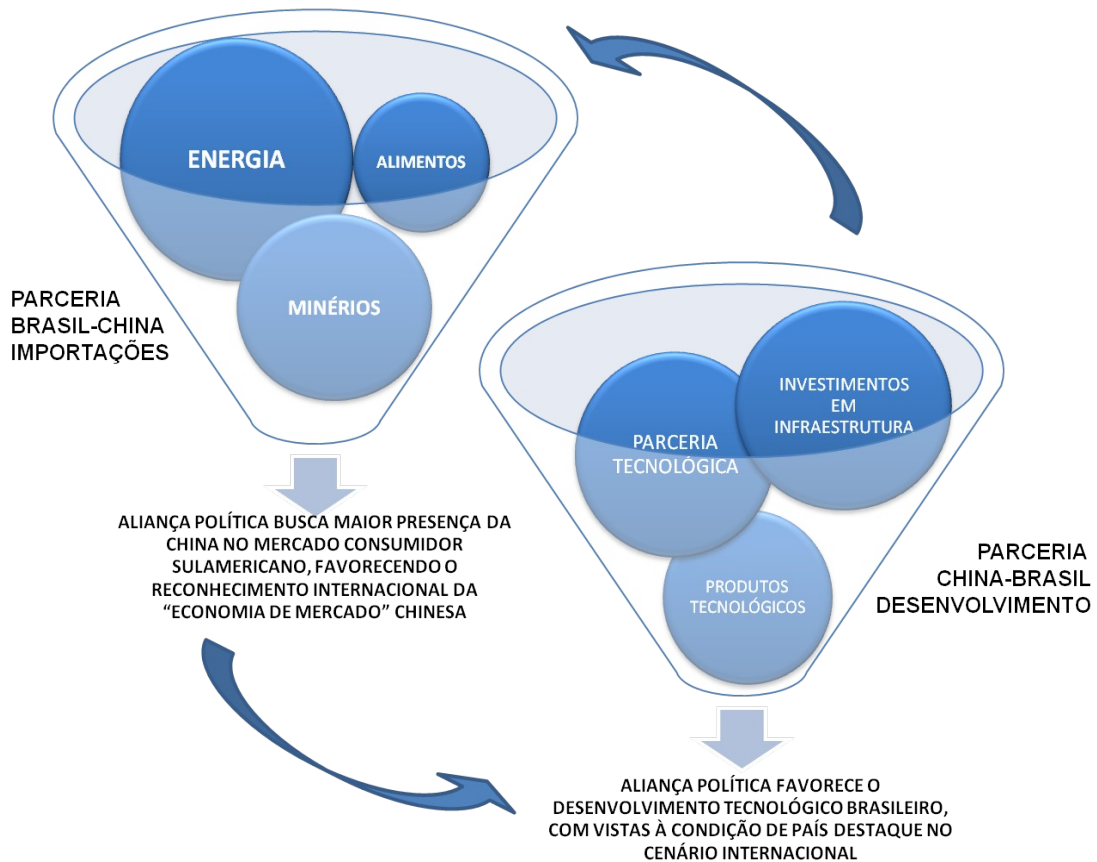 ENERGIA
ALIMENTOS
MINÉRIOS
PARCERIA
BRASIL-CHINA
IMPORTAÇÕES
ALIANÇA POLÍTICA BUSCA MAIOR PRESENÇA DA
CHINA NO MERCADO CONSUMIDOR
SULAMERICANO, FAVORECENDO O
RECONHECIMENTO INTERNACIONAL DA
“ECONOMIA DE MERCADO” CHINESA
INVESTIMENTOS
EM
INFRAESTRUTURA
PARCERIA
TECNOLÓGICA
PRODUTOS
TECNOLÓGICOS
PARCERIA
CHINA-BRASIL
DESENVOLVIMENTO
ALIANÇA POLÍTICA FAVORECE O
DESENVOLVIMENTO TECNOLÓGICO BRASILEIRO,
COM VISTAS À CONDIÇÃO DE PAÍS DESTAQUE NO
CENÁRIO INTERNACIONAL